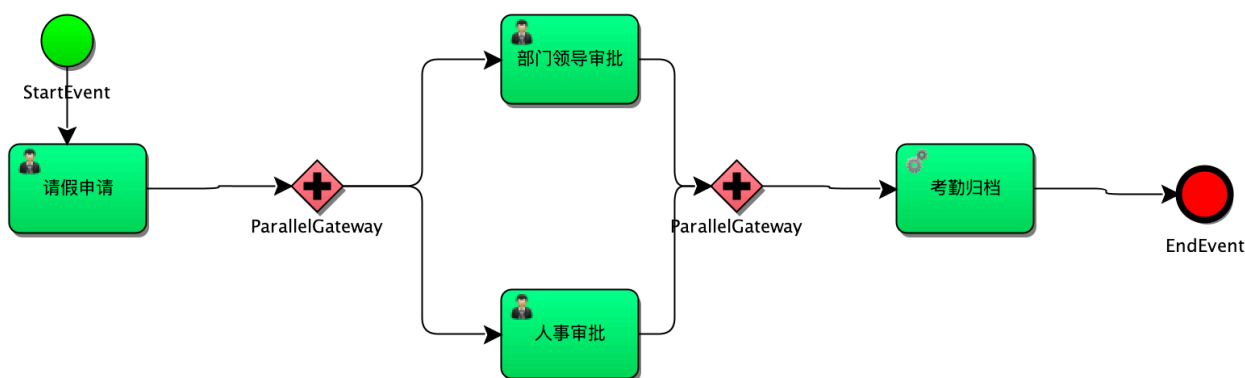 StartEvent
请假申请
ParallelGateway
部门领导审批
人事审批
ParallelGateway
考勤归档
EndEvent